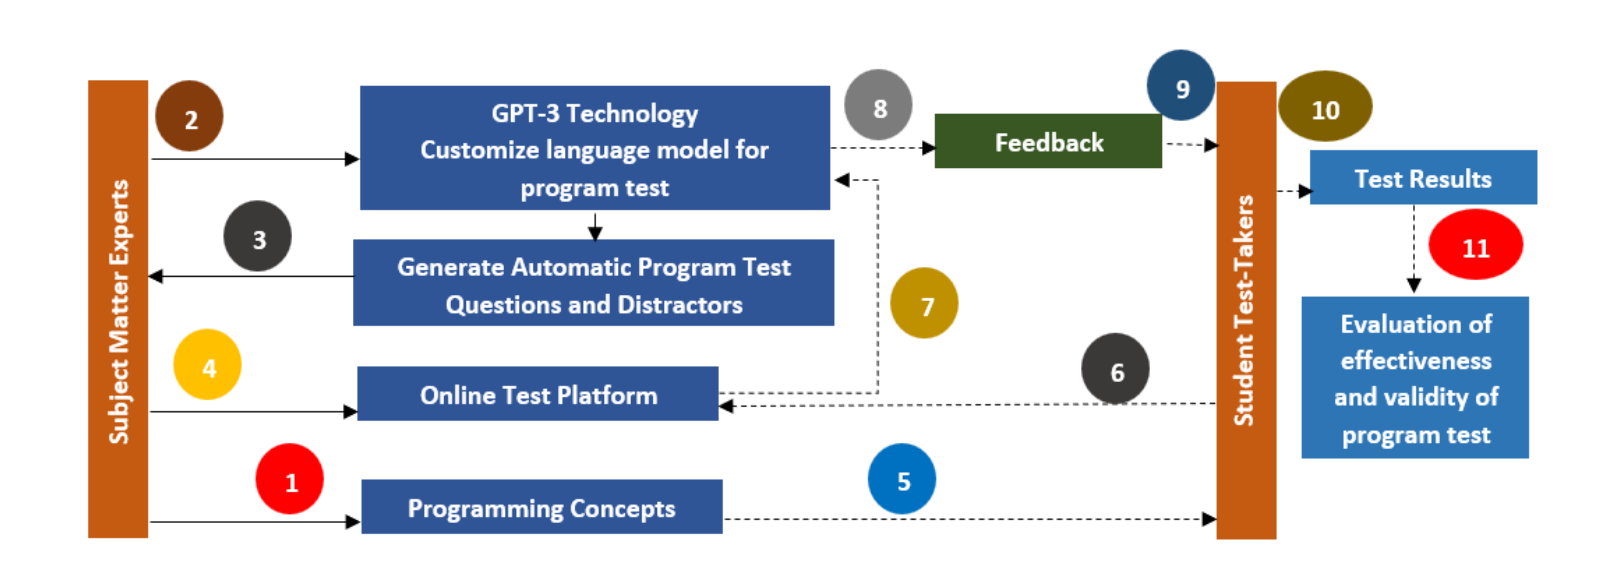 Subject Matter Experts
2
GPT-3 Technology
Customize language model for
program test
8
Feedback
9
10
Test Results
11
Evaluation of
effectiveness
and validity of
program test
Student Test-Takers
3
Generate Automatic Program Test
Questions and Distractors
7
4
Online Test Platform
6
1
Programming Concepts
5